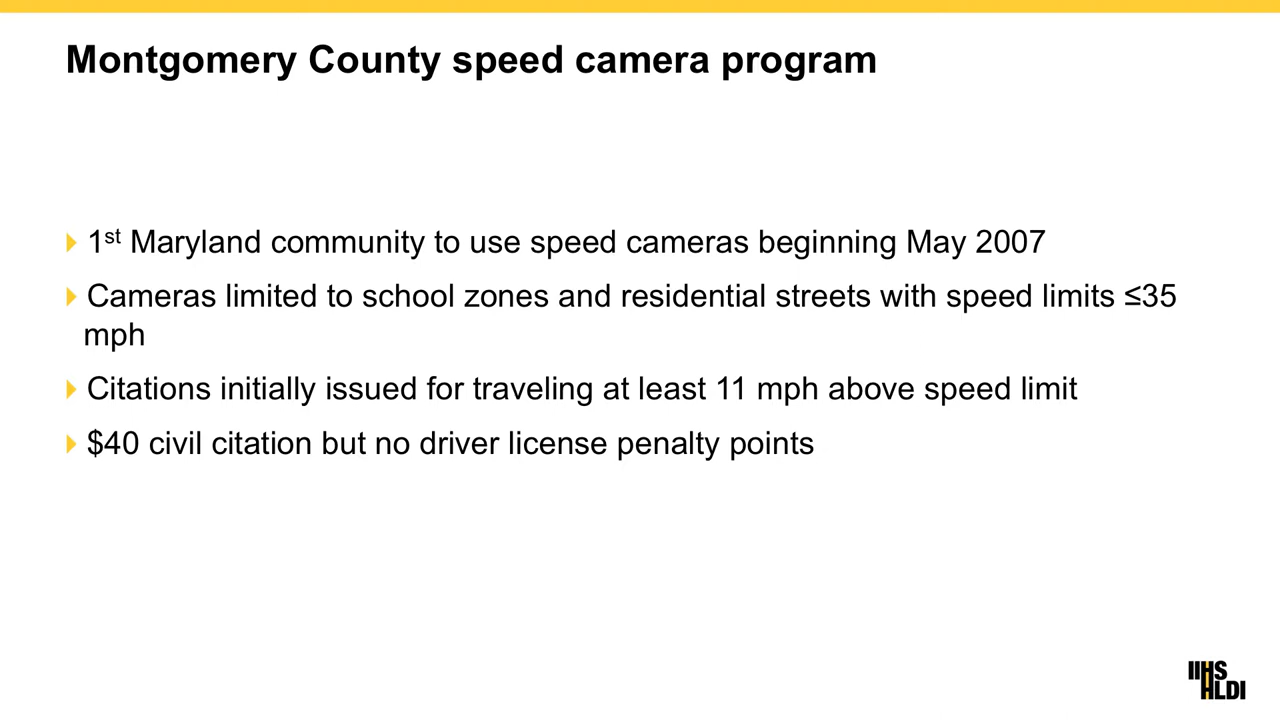 Montgomery County speed camera program
1st Maryland community to use speed cameras beginning May 2007
Cameras limited to school zones and residential streets with speed limits ≤35
mph
Citations initially issued for traveling at least 11 mph above speed limit
$40 civil citation but no driver license penalty points
IIHS
HLDI